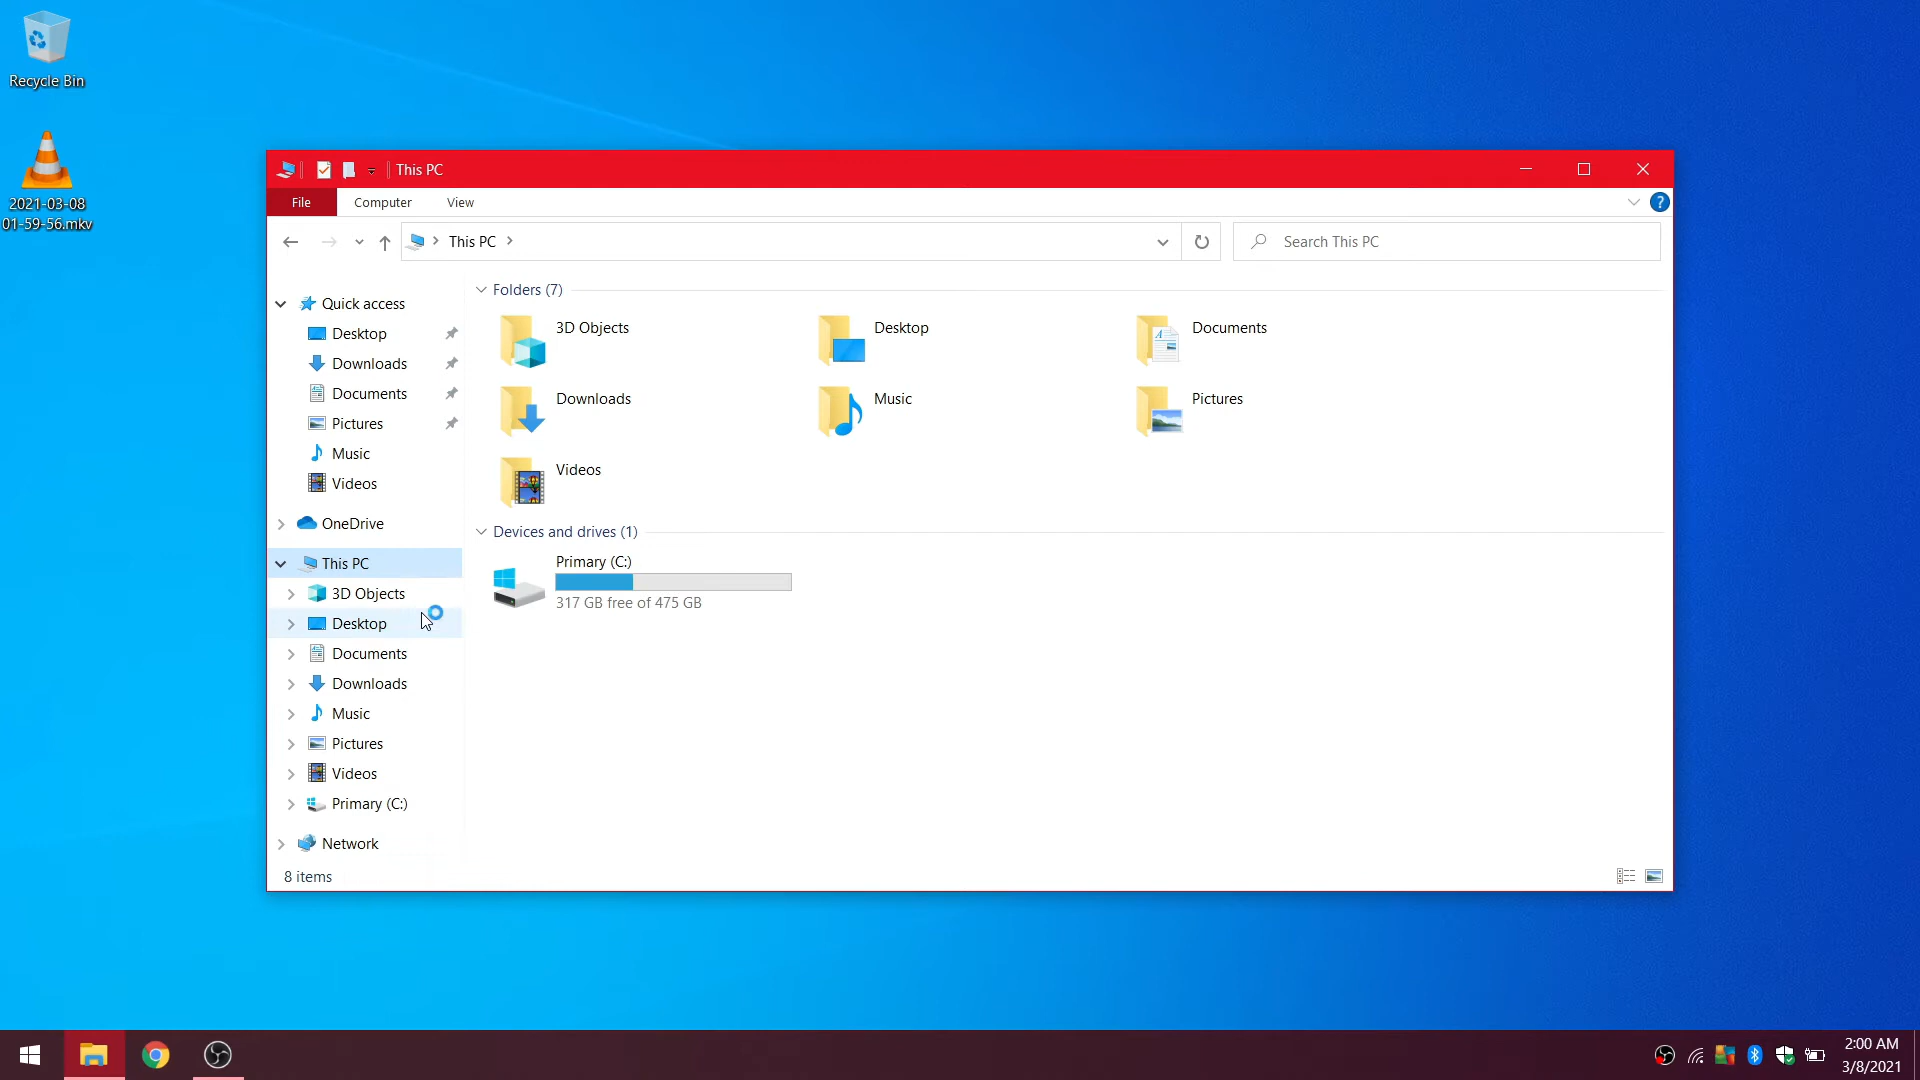 Recycle Bin
2021-03-08
01-59-56.mkv
This PC
File
Computer
View
?
This PC
Search This PC
Quick access
Desktop
Downloads
Documents
Pictures
Music
Videos
OneDrive
This PC
3D Objects
Desktop
Documents
Downloads
Music
Pictures
Videos
Primary (C:)
Network
Folders (7)
3D Objects
Desktop
Documents
Downloads
Music
Pictures
Videos
Devices and drives (1)
Primary (C:)
317 GB free of 475 GB
8 items
2:00 AM
3/8/2021